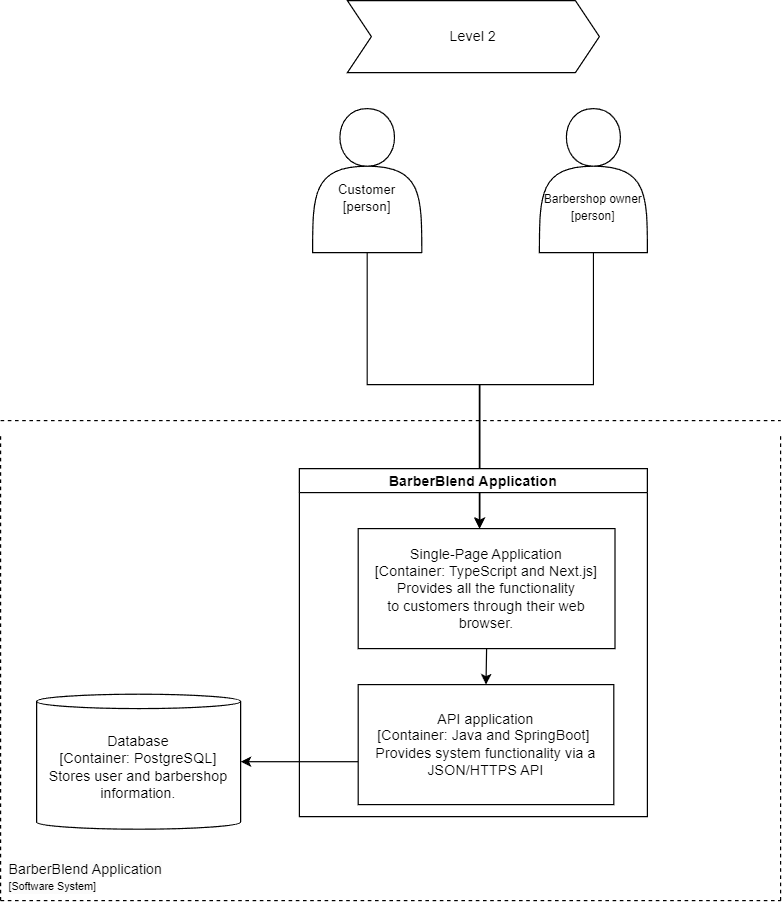 Level 2
Customer
[person]
Barbershop owner
[person]
BarberBlend Application
Single-Page Application
[Container: TypeScript and Next.js]
Provides all the functionality
to customers through their web
browser.
API application
[Container: Java and SpringBoot]
Provides system functionality via a
JSON/HTTPS API
Database
[Container: PostgreSQL]
Stores user and barbershop
information.
BarberBlend Application
[Software System]